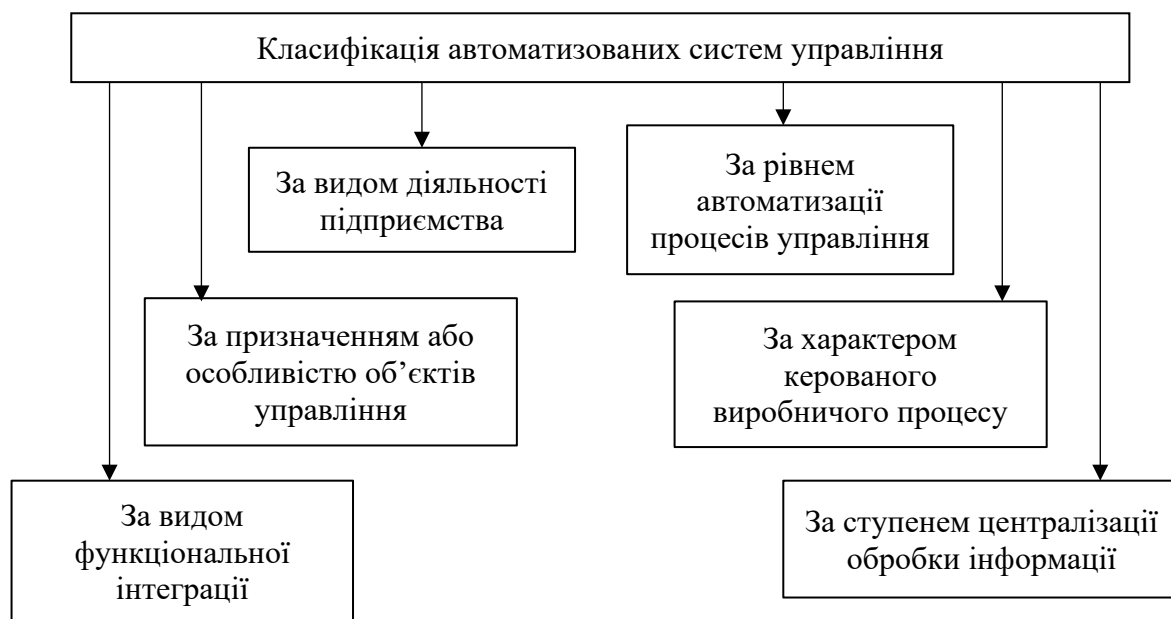 Класифікація автоматизованих систем управління
За видом діяльності
підприємства
За рівнем
автоматизації
процесів управління
За призначенням або
особливістю об’єктів
управління
За характером
керованого
виробничого процесу
За видом
функціональної
інтеграції
За ступенем централізації
обробки інформації